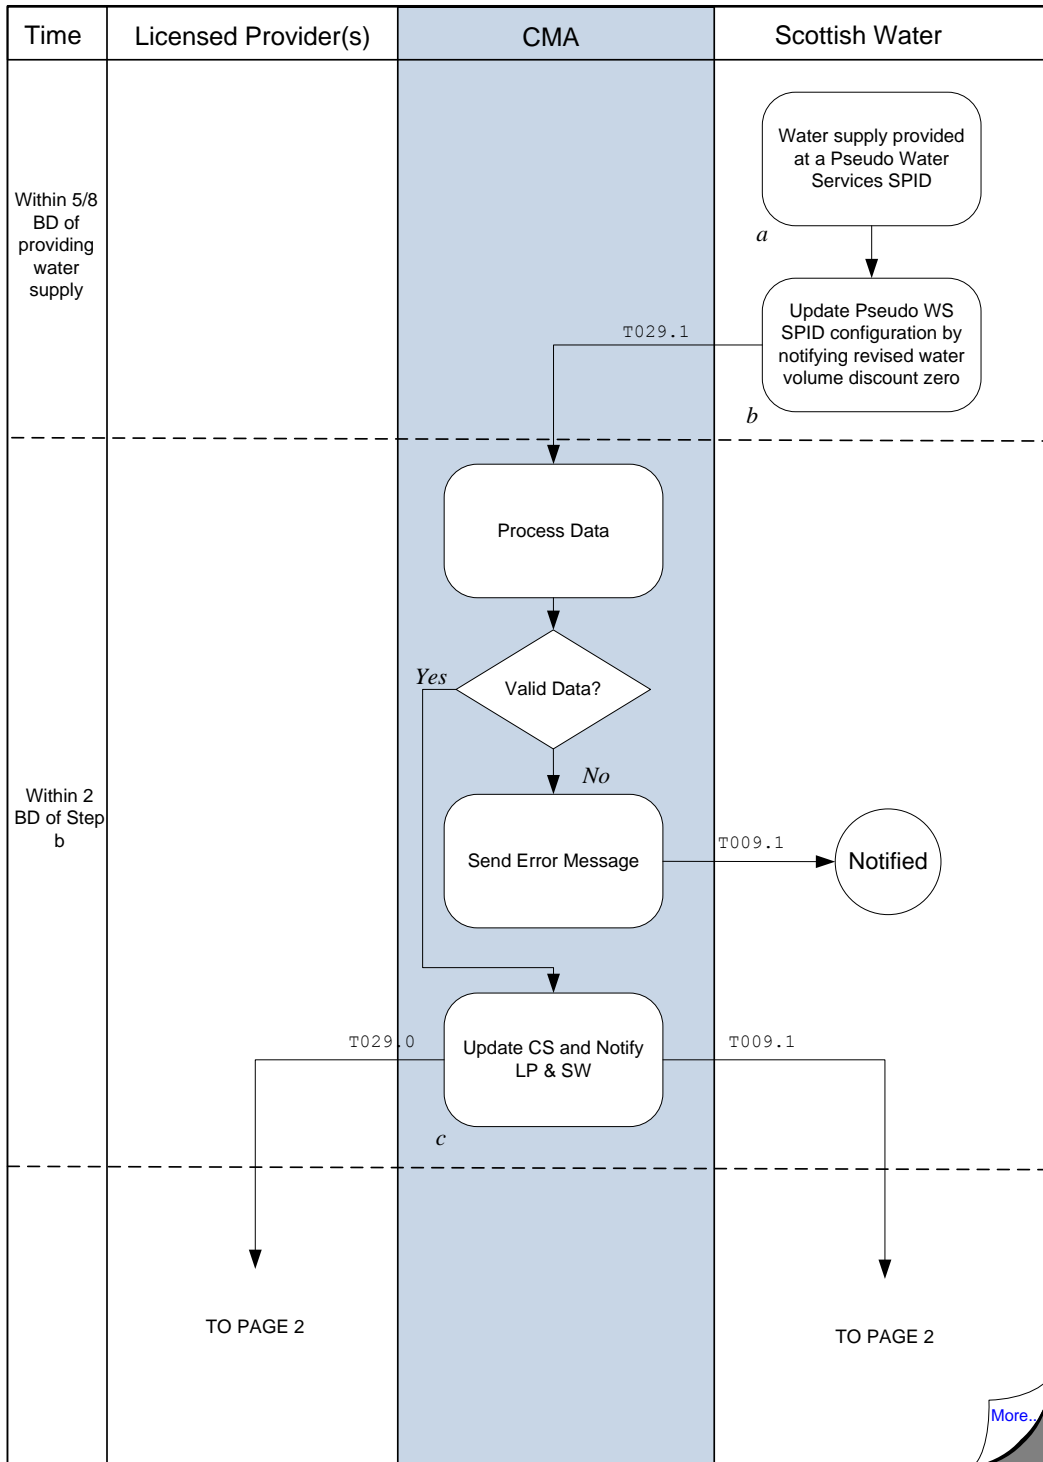 Time
Licensed Provider(s)
CMA
Scottish Water
Within 5/8
BD of
providing
water
supply
Water supply provided
at a Pseudo Water
Services SPID
a
Update Pseudo WS
SPID configuration by
notifying revised water
volume discount zero
b
T029.1
Within 2
BD of Step
b
Process Data
Valid Data?
Yes
No
Send Error Message
T009.1
Notified
Update CS and Notify
LP & SW
c
T029.0
T009.1
TO PAGE 2
TO PAGE 2
More..